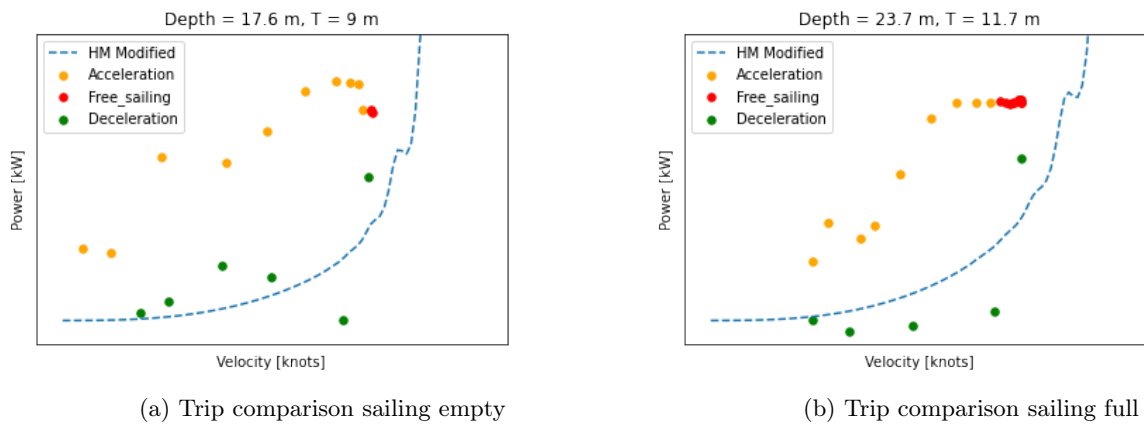 Depth = 17.6 m, T = 9 m
HM Modified
Acceleration
Free_sailing
Deceleration
Power [kW]
Velocity [knots]
(a) Trip comparison sailing empty
Depth = 23.7 m, T = 11.7 m
HM Modified
Acceleration
Free_sailing
Deceleration
Power [kW]
Velocity [knots]
(b) Trip comparison sailing full